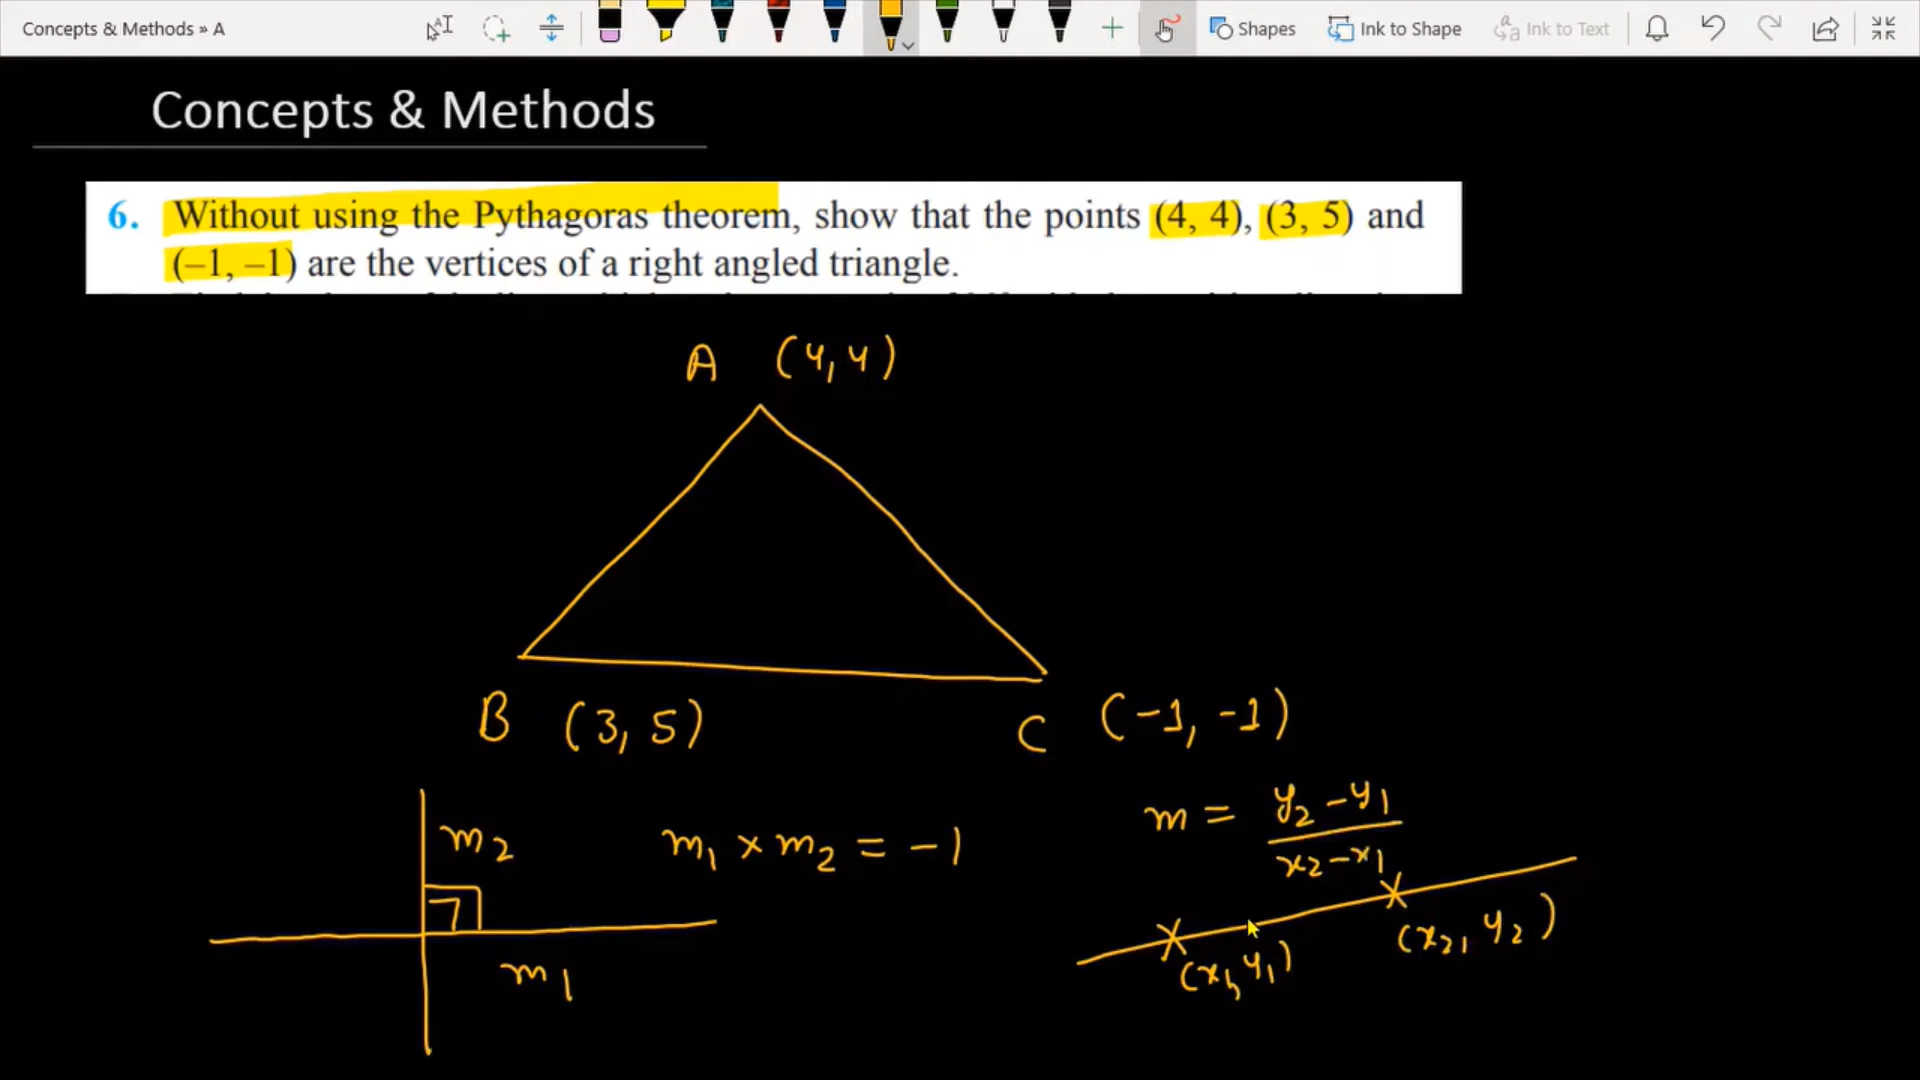 Concepts & Methods » A
Shapes
Ink to Shape
Ink to Text
Concepts & Methods
6. Without using the Pythagoras theorem, show that the points (4, 4), (3, 5) and
(–1, –1) are the vertices of a right angled triangle.
A (4,4)
B (3, 5)
C (-1, -1)
m = y2-y1
x2-x1
m2
m1 × m2 = -1
m1
(x1, y1)
(x2, y2)